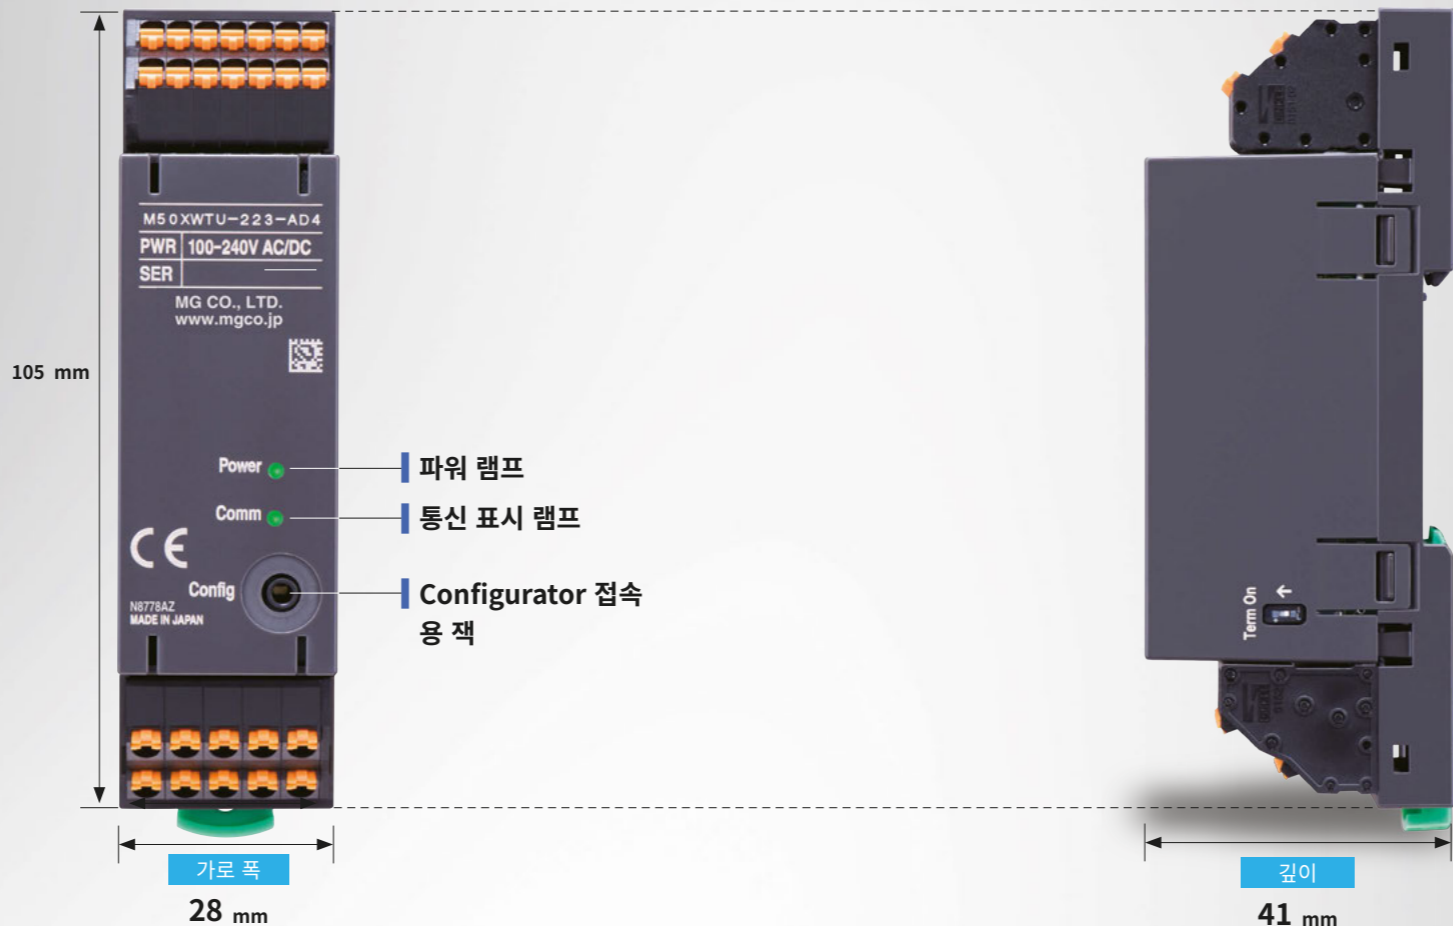 M50XWTU-223-AD4
PWR 100-240V AC/DC
SER
MG CO., LTD.
www.mgco.jp
105 mm
Power
파워 램프
Comm
통신 표시 램프
CE
Config
Configurator 접속
용 잭
N8778AZ
MADE IN JAPAN
Term On ←
가로 폭
28 mm
깊이
41 mm